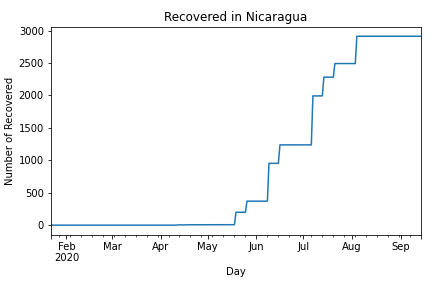 Recovered in Nicaragua
Number of Recovered
3000
2500
2000
1500
1000
500
0
Feb Mar Apr May Jun Jul Aug Sep
2020
Day